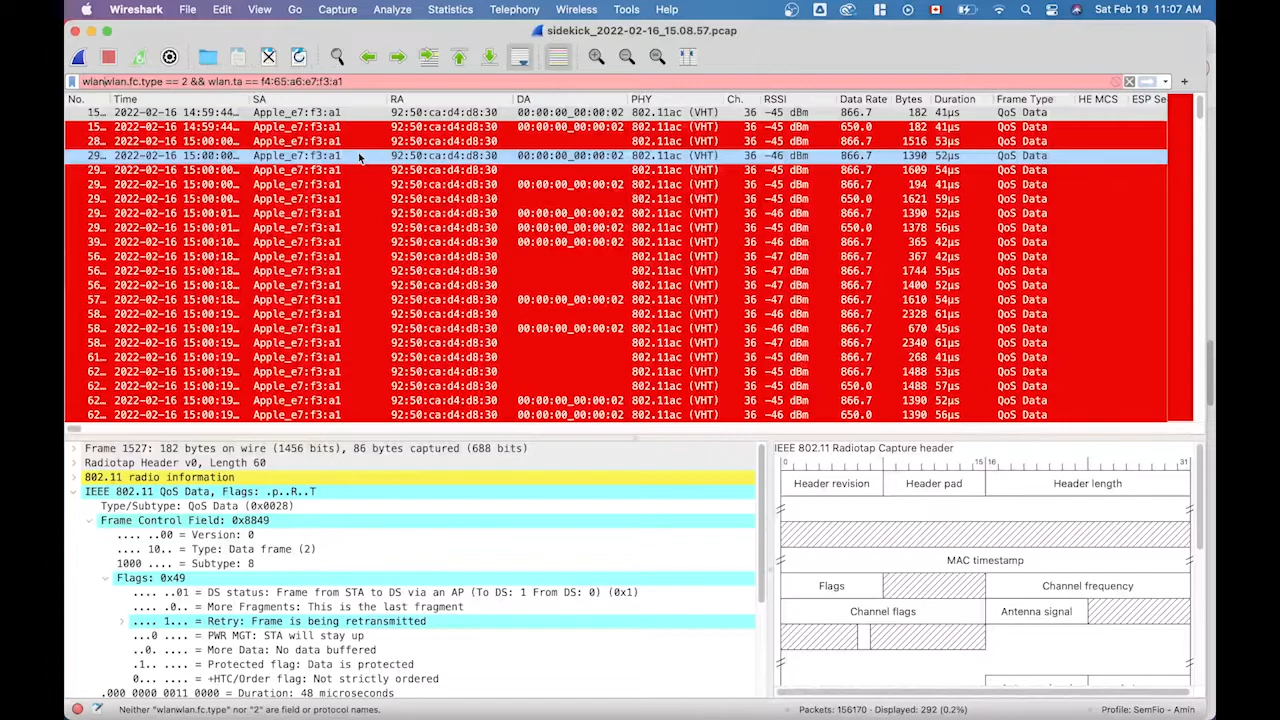 Wireshark File Edit View Go Capture Analyze Statistics Telephony Wireless Tools Help Sat Feb 19 11:07 AM
sidekick_2022-02-16_15.08.57.pcap
wlanwlan.fc.type == 2 && wlan.ta == f4:65:a6:e7:f3:a1
No. Time SA RA DA PHY Ch. RSSI Data Rate Bytes Duration Frame Type HE MCS ESP Se
15… 2022-02-16 14:59:44… Apple_e7:f3:a1 92:50:ca:d4:d8:30 00:00:00_00:00:02 802.11ac (VHT) 36 -45 dBm 866.7 182 41µs QoS Data
15… 2022-02-16 14:59:44… Apple_e7:f3:a1 92:50:ca:d4:d8:30 00:00:00_00:00:02 802.11ac (VHT) 36 -45 dBm 650.0 182 41µs QoS Data
28… 2022-02-16 15:00:00… Apple_e7:f3:a1 92:50:ca:d4:d8:30 802.11ac (VHT) 36 -45 dBm 866.7 1516 53µs QoS Data
29… 2022-02-16 15:00:00… Apple_e7:f3:a1 92:50:ca:d4:d8:30 00:00:00_00:00:02 802.11ac (VHT) 36 -46 dBm 866.7 1390 52µs QoS Data
29… 2022-02-16 15:00:00… Apple_e7:f3:a1 92:50:ca:d4:d8:30 802.11ac (VHT) 36 -45 dBm 866.7 1609 54µs QoS Data
29… 2022-02-16 15:00:00… Apple_e7:f3:a1 92:50:ca:d4:d8:30 00:00:00_00:00:02 802.11ac (VHT) 36 -45 dBm 866.7 194 41µs QoS Data
29… 2022-02-16 15:00:00… Apple_e7:f3:a1 92:50:ca:d4:d8:30 802.11ac (VHT) 36 -45 dBm 650.0 1621 59µs QoS Data
29… 2022-02-16 15:00:01… Apple_e7:f3:a1 92:50:ca:d4:d8:30 00:00:00_00:00:02 802.11ac (VHT) 36 -46 dBm 866.7 1390 52µs QoS Data
29… 2022-02-16 15:00:01… Apple_e7:f3:a1 92:50:ca:d4:d8:30 00:00:00_00:00:02 802.11ac (VHT) 36 -45 dBm 650.0 1378 56µs QoS Data
39… 2022-02-16 15:00:10… Apple_e7:f3:a1 92:50:ca:d4:d8:30 00:00:00_00:00:02 802.11ac (VHT) 36 -46 dBm 866.7 365 42µs QoS Data
56… 2022-02-16 15:00:18… Apple_e7:f3:a1 92:50:ca:d4:d8:30 802.11ac (VHT) 36 -47 dBm 866.7 367 42µs QoS Data
56… 2022-02-16 15:00:18… Apple_e7:f3:a1 92:50:ca:d4:d8:30 802.11ac (VHT) 36 -47 dBm 866.7 1744 55µs QoS Data
56… 2022-02-16 15:00:18… Apple_e7:f3:a1 92:50:ca:d4:d8:30 802.11ac (VHT) 36 -47 dBm 866.7 1400 52µs QoS Data
57… 2022-02-16 15:00:18… Apple_e7:f3:a1 92:50:ca:d4:d8:30 00:00:00_00:00:02 802.11ac (VHT) 36 -47 dBm 866.7 1610 54µs QoS Data
58… 2022-02-16 15:00:19… Apple_e7:f3:a1 92:50:ca:d4:d8:30 802.11ac (VHT) 36 -46 dBm 866.7 2328 61µs QoS Data
58… 2022-02-16 15:00:19… Apple_e7:f3:a1 92:50:ca:d4:d8:30 00:00:00_00:00:02 802.11ac (VHT) 36 -46 dBm 866.7 670 45µs QoS Data
58… 2022-02-16 15:00:19… Apple_e7:f3:a1 92:50:ca:d4:d8:30 802.11ac (VHT) 36 -46 dBm 866.7 2340 61µs QoS Data
61… 2022-02-16 15:00:19… Apple_e7:f3:a1 92:50:ca:d4:d8:30 802.11ac (VHT) 36 -45 dBm 866.7 268 41µs QoS Data
62… 2022-02-16 15:00:19… Apple_e7:f3:a1 92:50:ca:d4:d8:30 802.11ac (VHT) 36 -45 dBm 866.7 1488 53µs QoS Data
62… 2022-02-16 15:00:19… Apple_e7:f3:a1 92:50:ca:d4:d8:30 802.11ac (VHT) 36 -45 dBm 650.0 1488 57µs QoS Data
62… 2022-02-16 15:00:19… Apple_e7:f3:a1 92:50:ca:d4:d8:30 00:00:00_00:00:02 802.11ac (VHT) 36 -45 dBm 866.7 1390 52µs QoS Data
62… 2022-02-16 15:00:19… Apple_e7:f3:a1 92:50:ca:d4:d8:30 00:00:00_00:00:02 802.11ac (VHT) 36 -46 dBm 650.0 1390 56µs QoS Data
Frame 1527: 182 bytes on wire (1456 bits), 86 bytes captured (688 bits)
Radiotap Header v0, Length 60
802.11 radio information
IEEE 802.11 QoS Data, Flags: .p..R..T
Type/Subtype: QoS Data (0x0028)
Frame Control Field: 0x8849
.... ..00 = Version: 0
.... 10.. = Type: Data frame (2)
1000 .... = Subtype: 8
Flags: 0x49
.... ..01 = DS status: Frame from STA to DS via an AP (To DS: 1 From DS: 0) (0x1)
.... .0.. = More Fragments: This is the last fragment
.... 1... = Retry: Frame is being retransmitted
...0 .... = PWR MGT: STA will stay up
..0. .... = More Data: No data buffered
.1.. .... = Protected flag: Data is protected
0... .... = +HTC/Order flag: Not strictly ordered
.000 0000 0011 0000 = Duration: 48 microseconds
IEEE 802.11 Radiotap Capture header
0 15 16 31
Header revision Header pad Header length
MAC timestamp
Flags Channel frequency
Channel flags Antenna signal
Neither "wlanwlan.fc.type" nor "2" are field or protocol names.
Packets: 156170 · Displayed: 292 (0.2%)
Profile: SemFio - Amin